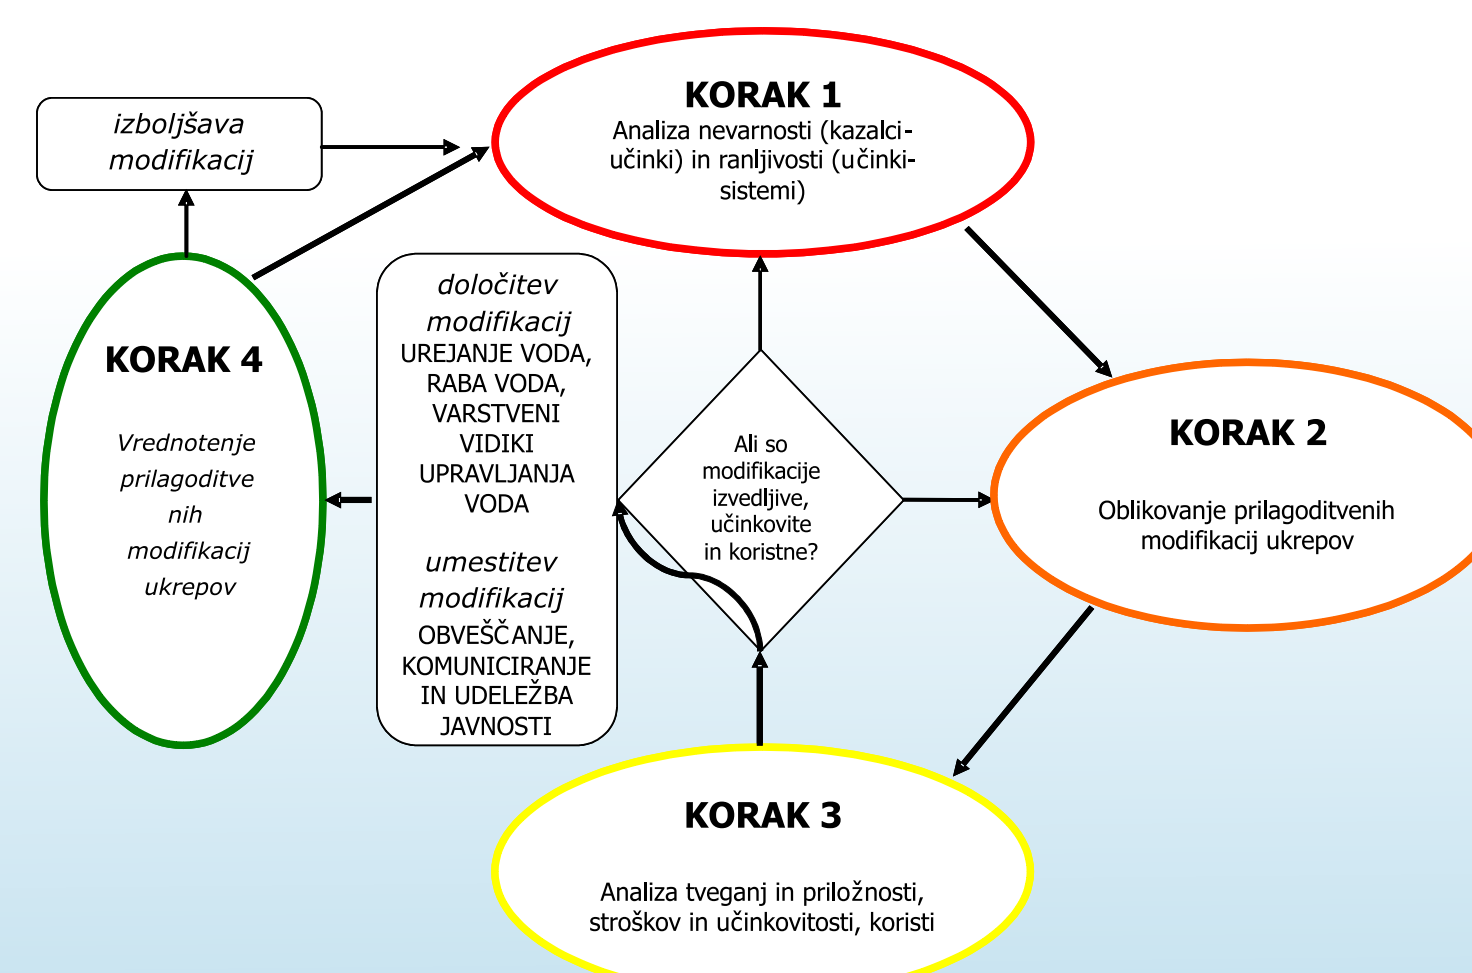 KORAK 1
Analiza nevarnosti (kazalci-
učinki) in ranljivosti (učinki-
sistemi)
izboljšava
modifikacij
KORAK 4
Vrednotenje
prilagoditve
nih
modifikacij
ukrepov
določitev
modifikacij
UREJANJE VODA,
RABA VODA,
VARSTVENI
VIDIKI
UPRAVLJANJA
VODA
umestitev
modifikacij
OBVEŠČANJE,
KOMUNICIRANJE
IN UDELEŽBA
JAVNOSTI
Ali so
modifikacije
izvedljive,
učinkovite
in koristne?
KORAK 2
Oblikovanje prilagoditvenih
modifikacij ukrepov
KORAK 3
Analiza tveganj in priložnosti,
stroškov in učinkovitosti, koristi